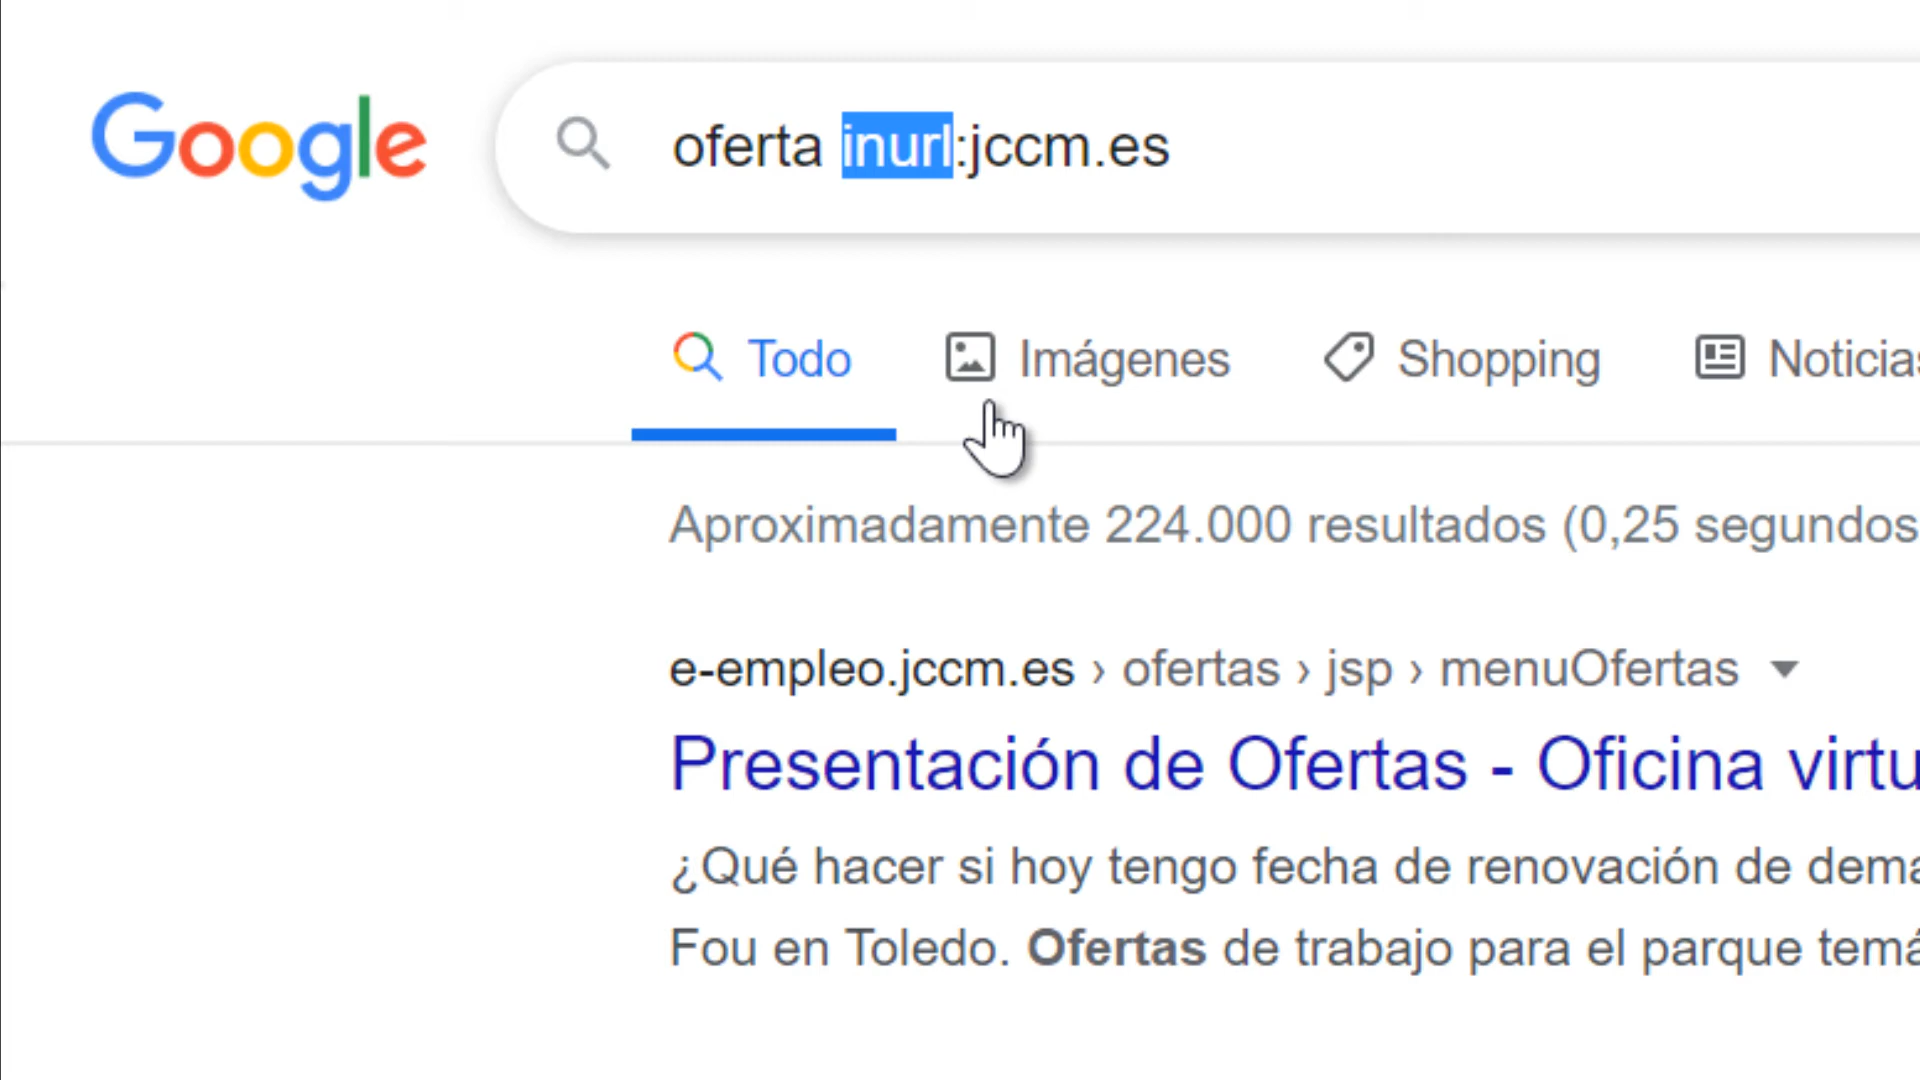 Google
oferta inurl:jccm.es
Todo Imágenes Shopping Noticias
Aproximadamente 224.000 resultados (0,25 segundos
e-empleo.jccm.es › ofertas › jsp › menuOfertas
Presentación de Ofertas - Oficina virtu
¿Qué hacer si hoy tengo fecha de renovación de dema
Fou en Toledo. Ofertas de trabajo para el parque temá